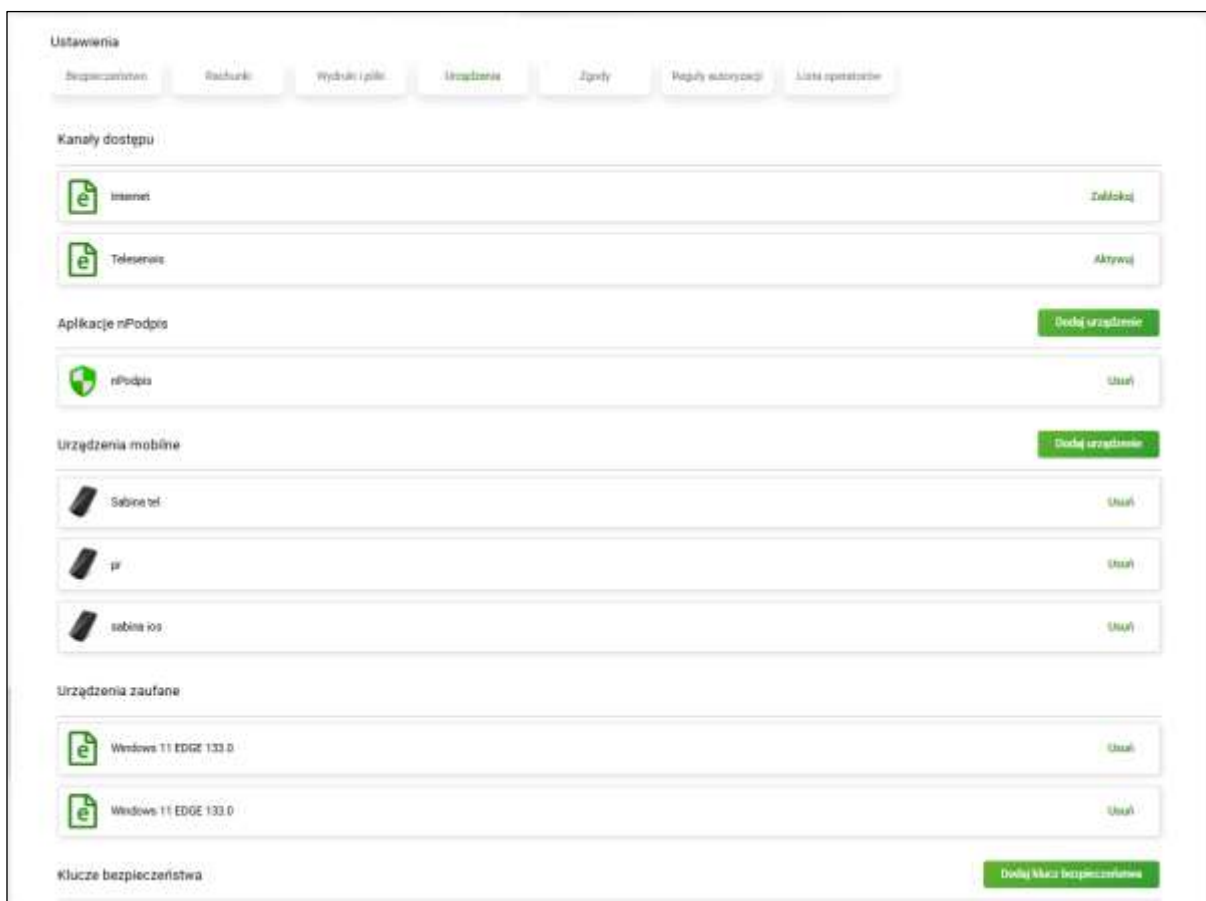 Ustawienia
Bezpieczeństwo Rachunki Wydruki i pliki Urządzenia Zgody Reguły autoryzacji Lista operatorów
Kanały dostępu
Internet Zablokuj
Teleserwis Aktywuj
Aplikacje nPodpis Dodaj urządzenie
nPodpis Usuń
Urządzenia mobilne Dodaj urządzenie
Sabina tel Usuń
pr Usuń
sabina ios Usuń
Urządzenia zaufane
Windows 11 EDGE 133.0 Usuń
Windows 11 EDGE 133.0 Usuń
Klucze bezpieczeństwa Dodaj klucz bezpieczeństwa